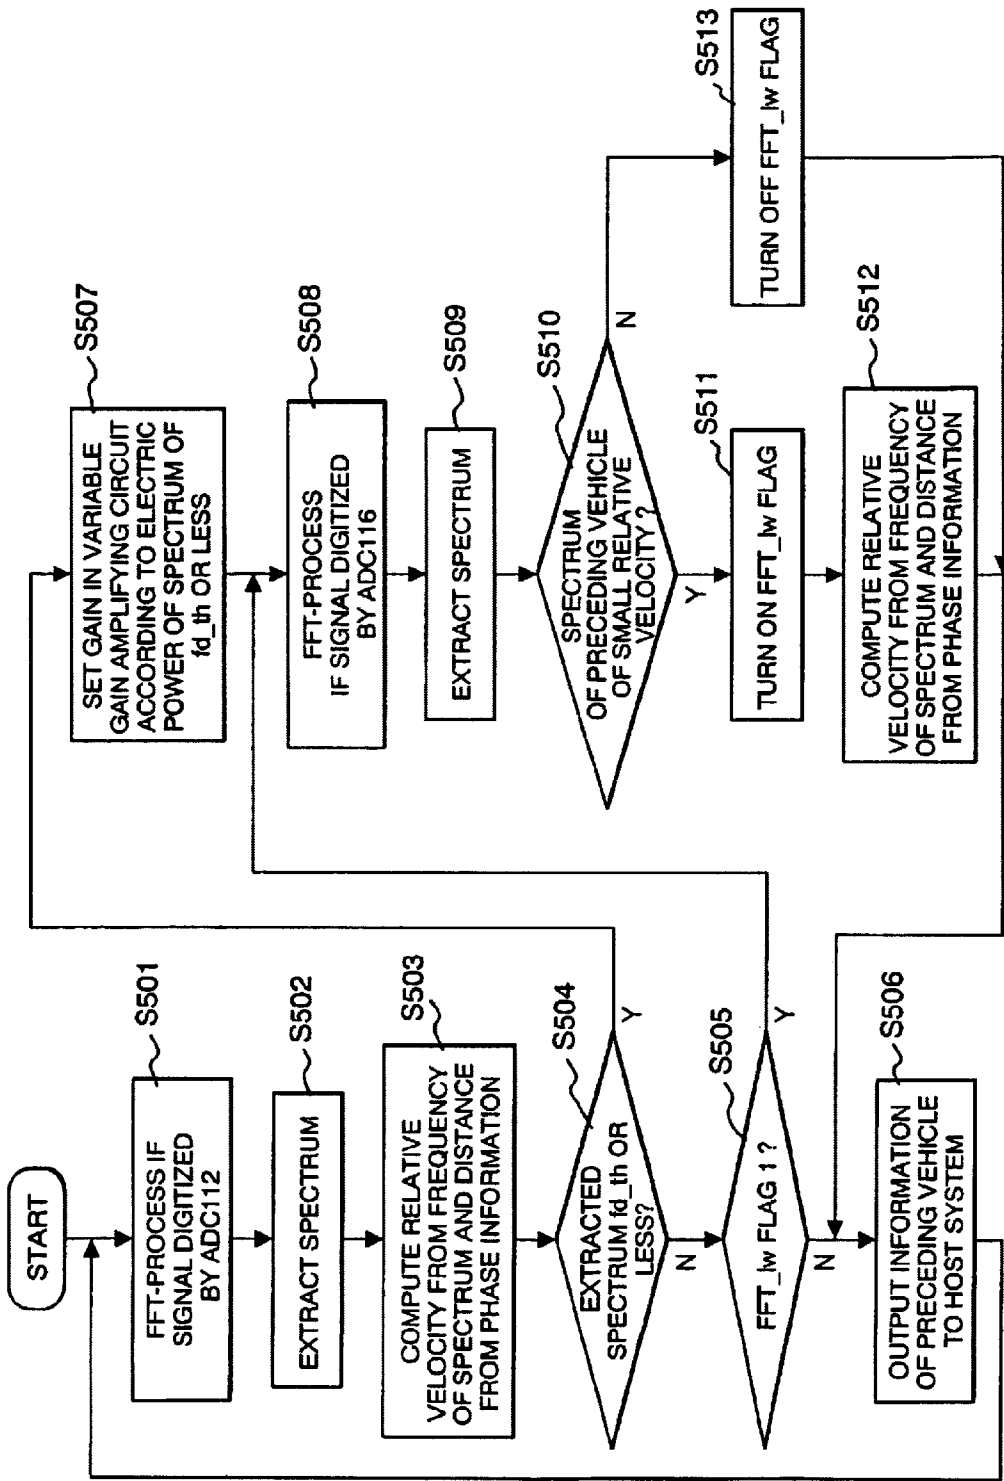 START
S501
FFT-PROCESS IF
SIGNAL DIGITIZED
BY ADC112
S502
EXTRACT SPECTRUM
S503
COMPUTE RELATIVE
VELOCITY FROM FREQUENCY
OF SPECTRUM AND DISTANCE
FROM PHASE INFORMATION
S504
EXTRACTED
SPECTRUM fd_th OR
LESS?
Y
N
S505
FFT_lw FLAG 1 ?
Y
N
S506
OUTPUT INFORMATION
OF PRECEDING VEHICLE
TO HOST SYSTEM
S507
SET GAIN IN VARIABLE
GAIN AMPLIFYING CIRCUIT
ACCORDING TO ELECTRIC
POWER OF SPECTRUM OF
fd_th OR LESS
S508
FFT-PROCESS
IF SIGNAL DIGITIZED
BY ADC116
S509
EXTRACT SPECTRUM
S510
SPECTRUM
OF PRECEDING VEHICLE
OF SMALL RELATIVE
VELOCITY ?
N
Y
S511
TURN ON FFT_lw FLAG
S512
COMPUTE RELATIVE
VELOCITY FROM FREQUENCY
OF SPECTRUM AND DISTANCE
FROM PHASE INFORMATION
S513
TURN OFF FFT_lw FLAG